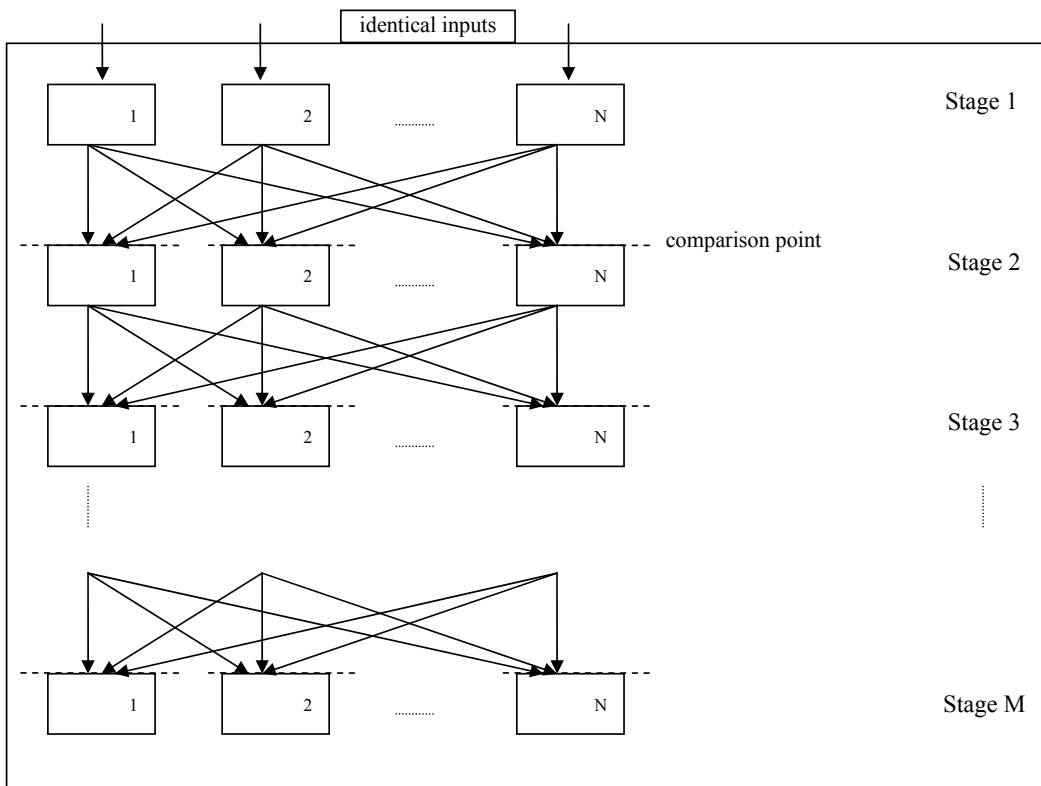 identical inputs
1 2 ............ N Stage 1
comparison point
1 2 ............ N Stage 2
1 2 ............ N Stage 3
1 2 ............ N Stage M